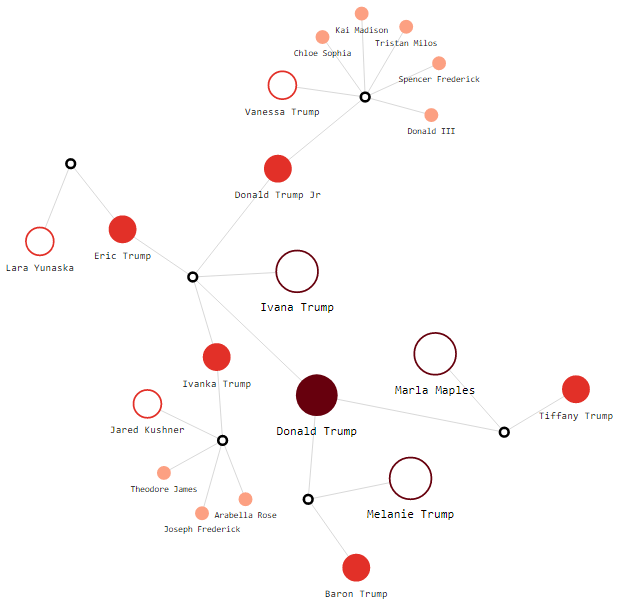 Kai Madison
Tristan Milos
Chloe Sophia
Spencer Frederick
Vanessa Trump
Donald III
Donald Trump Jr
Eric Trump
Lara Yunaska
Ivana Trump
Ivanka Trump
Marla Maples
Tiffany Trump
Jared Kushner
Donald Trump
Theodore James
Arabella Rose
Melanie Trump
Joseph Frederick
Baron Trump